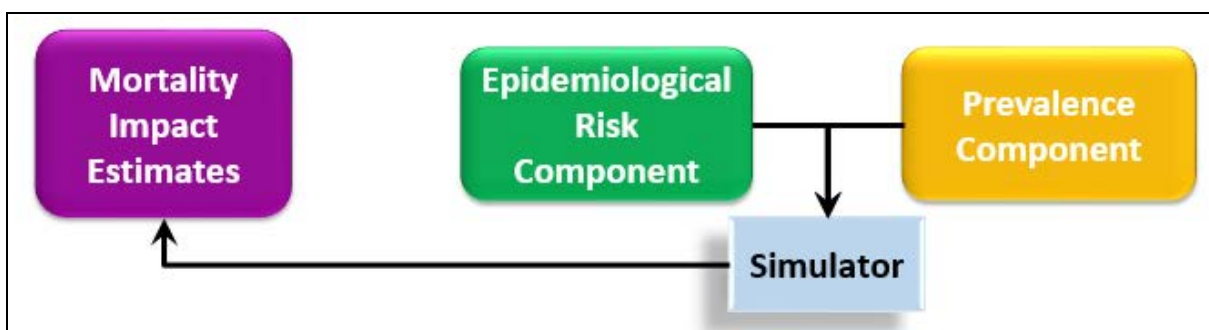 Mortality
Impact
Estimates
Epidemiological
Risk
Component
Prevalence
Component
Simulator